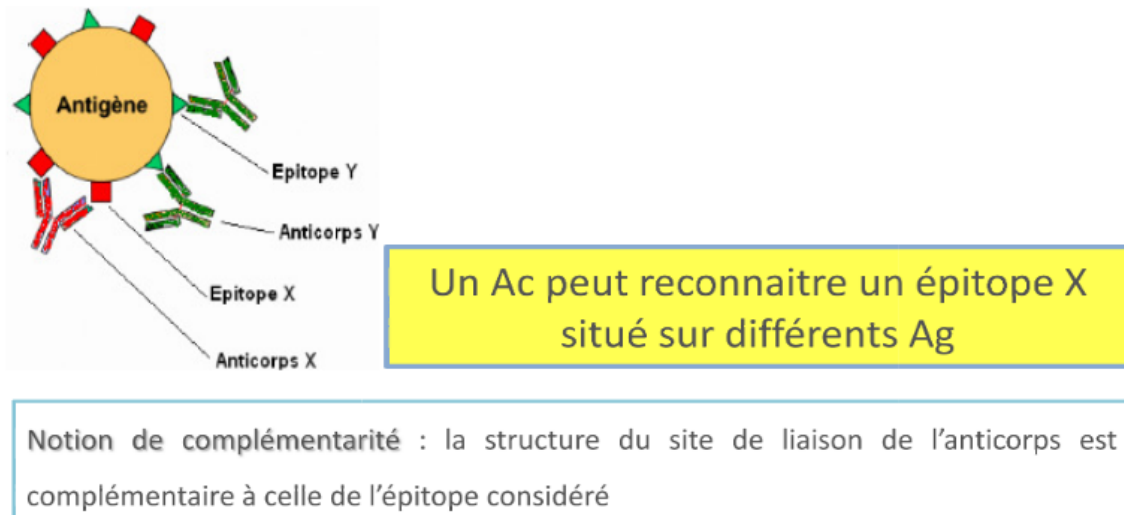 Antigène
Epitope Y
Anticorps Y
Epitope X
Anticorps X
Un Ac peut reconnaitre un épitope X
situé sur différents Ag
Notion de complémentarité : la structure du site de liaison de l’anticorps est
complémentaire à celle de l’épitope considéré